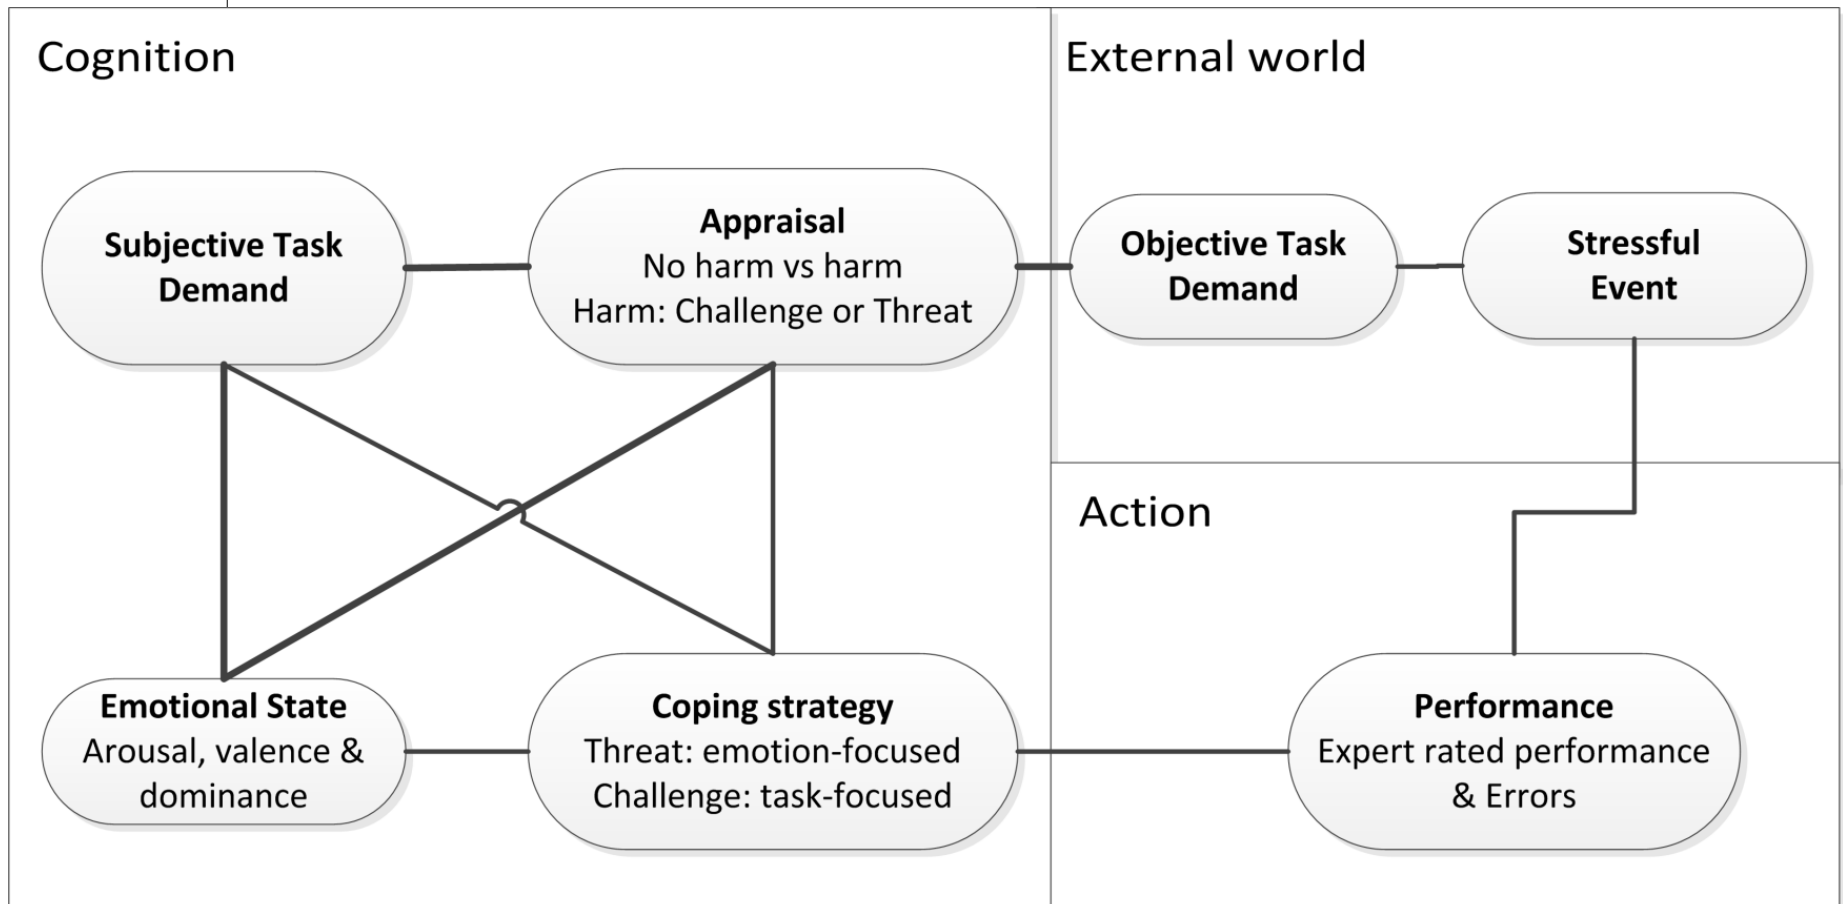 Cognition
External world
Subjective Task
Demand
Appraisal
No harm vs harm
Harm: Challenge or Threat
Objective Task
Demand
Stressful
Event
Action
Emotional State
Arousal, valence &
dominance
Coping strategy
Threat: emotion-focused
Challenge: task-focused
Performance
Expert rated performance
& Errors